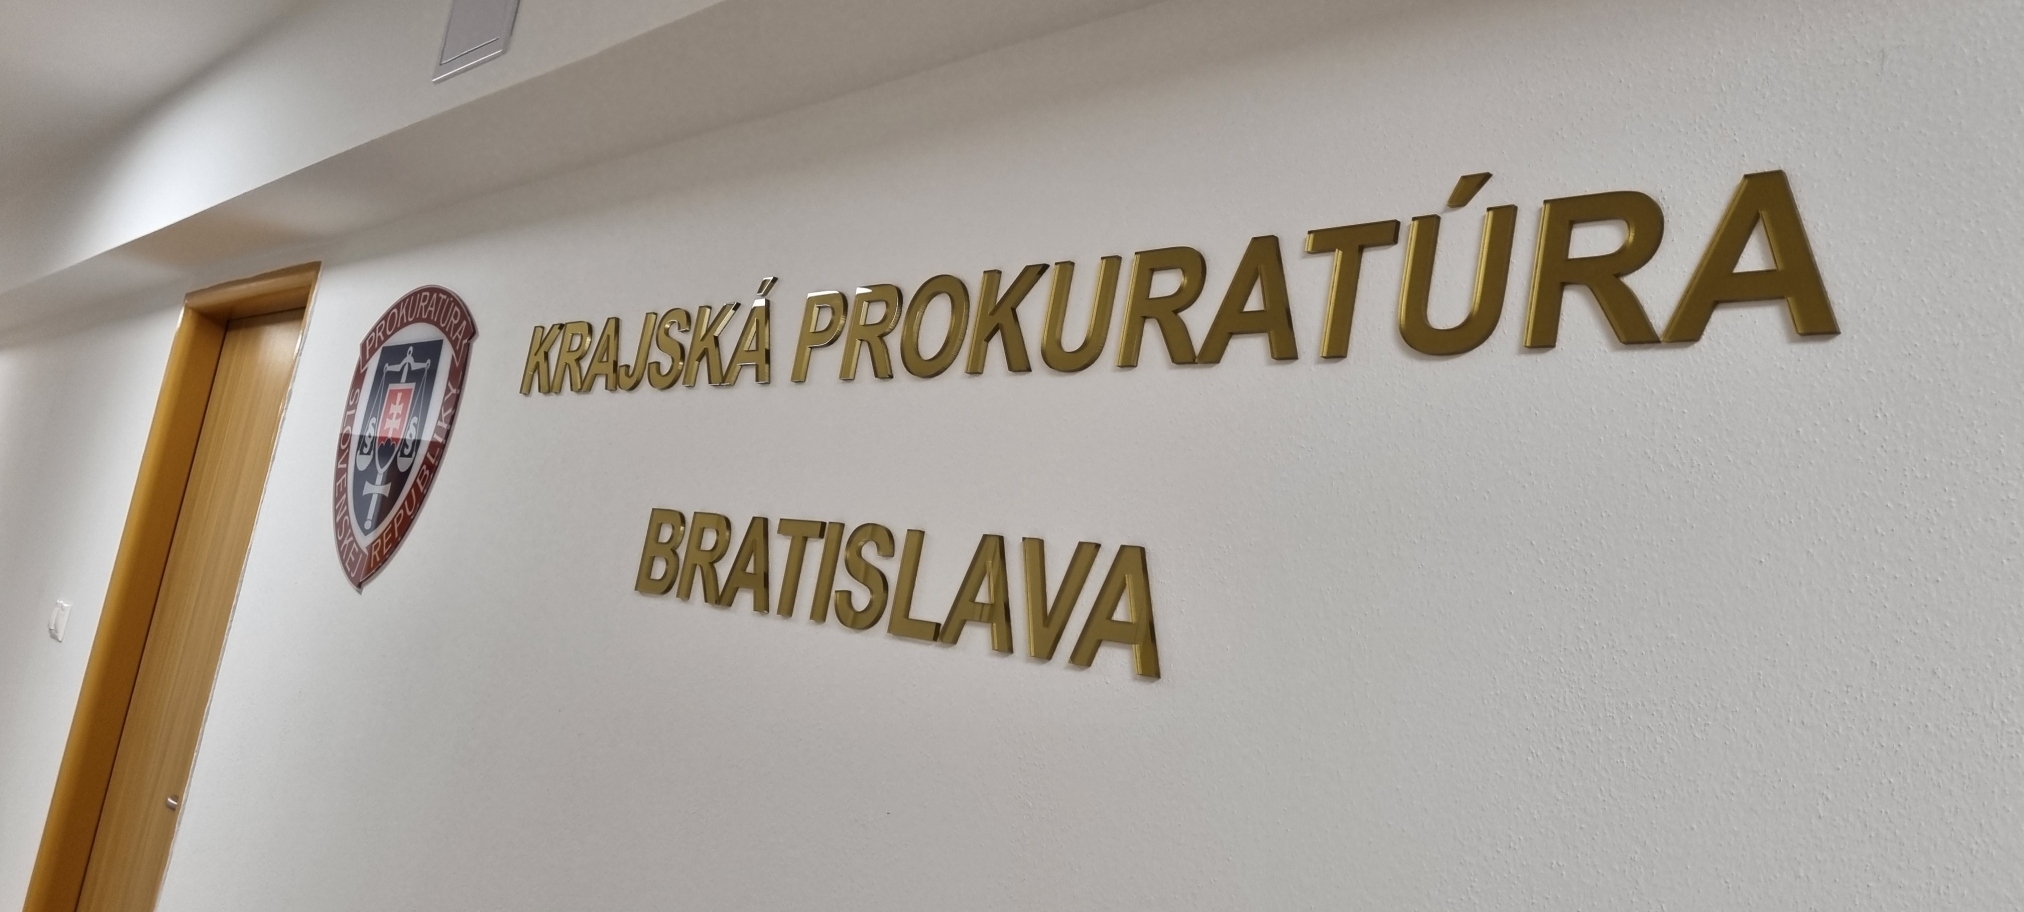 PROKURATÚRA
SLOVENSKEJ
REPUBLIKY
KRAJSKÁ PROKURATÚRA
BRATISLAVA